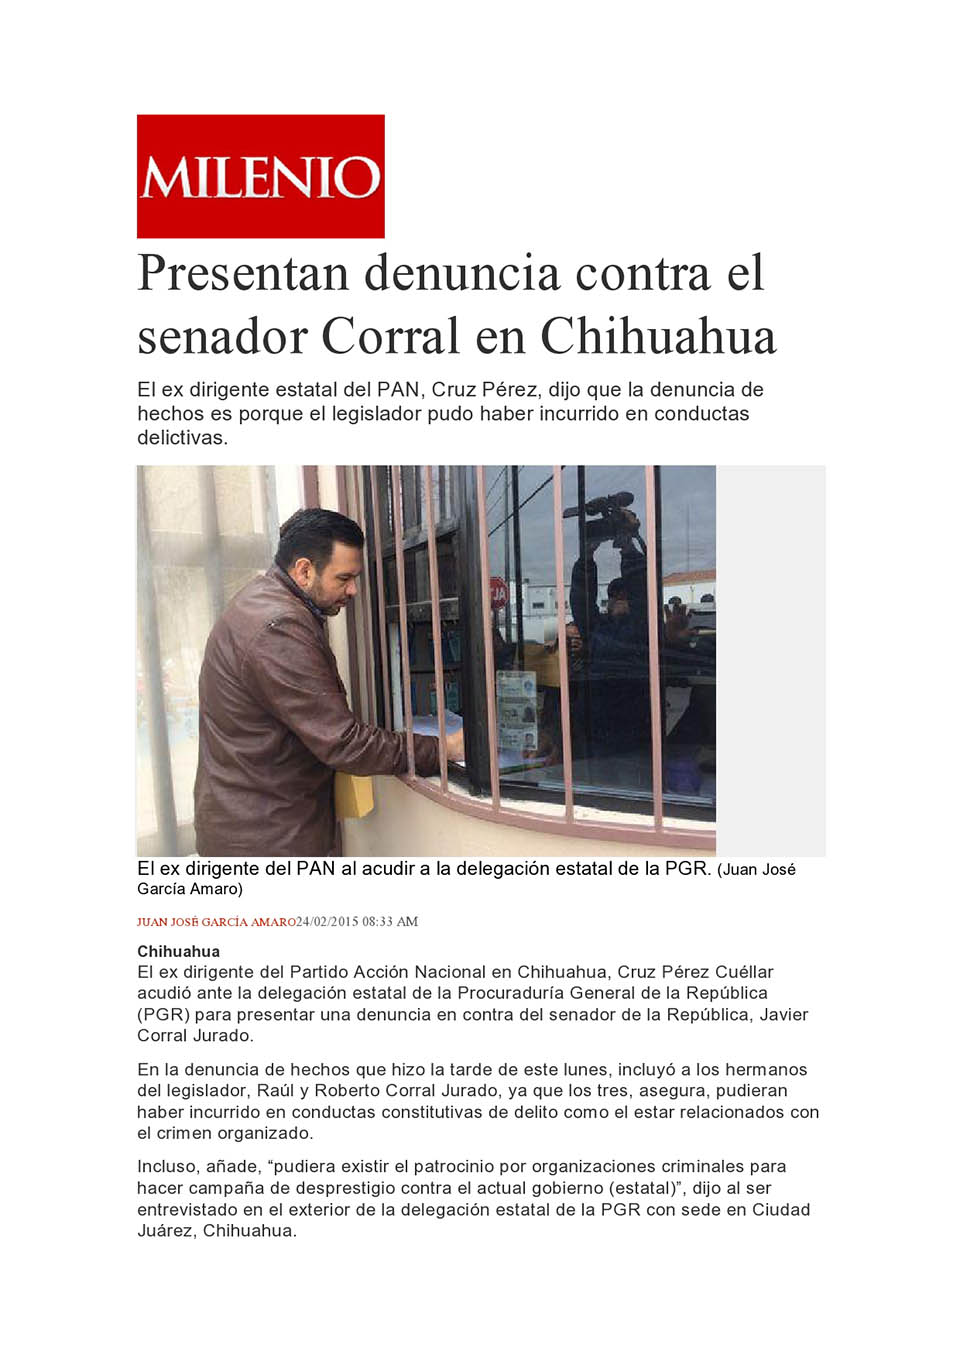 MILENIO
Presentan denuncia contra el
senador Corral en Chihuahua
El ex dirigente estatal del PAN, Cruz Pérez, dijo que la denuncia de
hechos es porque el legislador pudo haber incurrido en conductas
delictivas.
El ex dirigente del PAN al acudir a la delegación estatal de la PGR. (Juan José
García Amaro)
JUAN JOSÉ GARCÍA AMARO24/02/2015 08:33 AM
Chihuahua
El ex dirigente del Partido Acción Nacional en Chihuahua, Cruz Pérez Cuéllar
acudió ante la delegación estatal de la Procuraduría General de la República
(PGR) para presentar una denuncia en contra del senador de la República, Javier
Corral Jurado.
En la denuncia de hechos que hizo la tarde de este lunes, incluyó a los hermanos
del legislador, Raúl y Roberto Corral Jurado, ya que los tres, asegura, pudieran
haber incurrido en conductas constitutivas de delito como el estar relacionados con
el crimen organizado.
Incluso, añade, “pudiera existir el patrocinio por organizaciones criminales para
hacer campaña de desprestigio contra el actual gobierno (estatal)”, dijo al ser
entrevistado en el exterior de la delegación estatal de la PGR con sede en Ciudad
Juárez, Chihuahua.